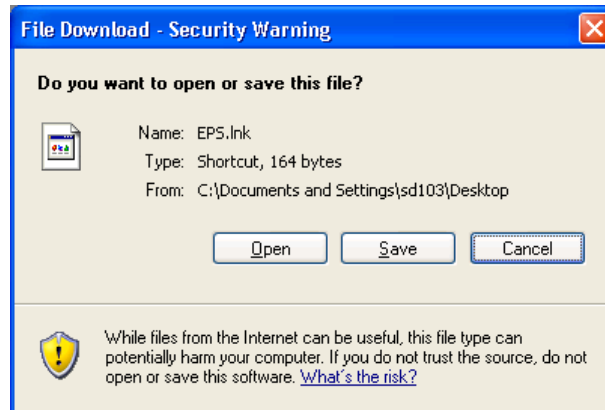 File Download - Security Warning
Do you want to open or save this file?
Name: EPS.lnk
Type: Shortcut, 164 bytes
From: C:\Documents and Settings\sd103\Desktop
Open Save Cancel
While files from the Internet can be useful, this file type can
potentially harm your computer. If you do not trust the source, do not
open or save this software. What's the risk?